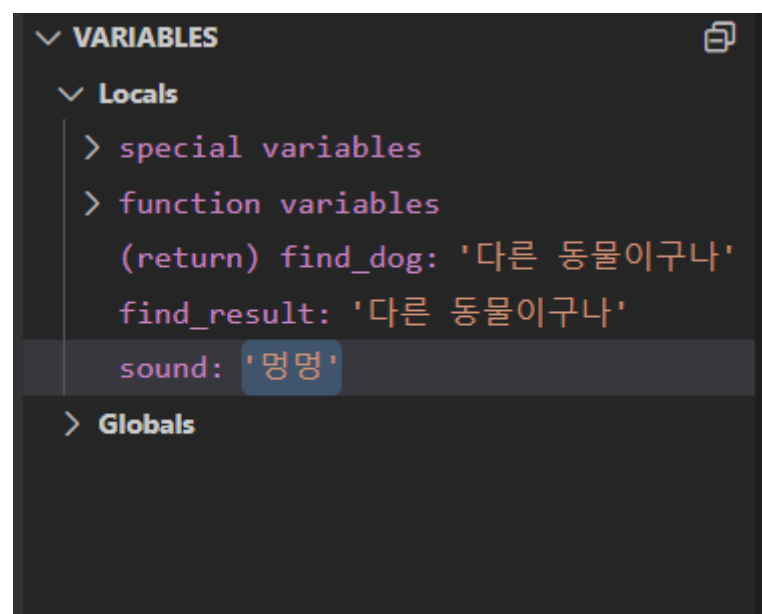 VARIABLES
Locals
special variables
function variables
(return) find_dog: '다른 동물이구나'
find_result: '다른 동물이구나'
sound: '멍멍'
Globals